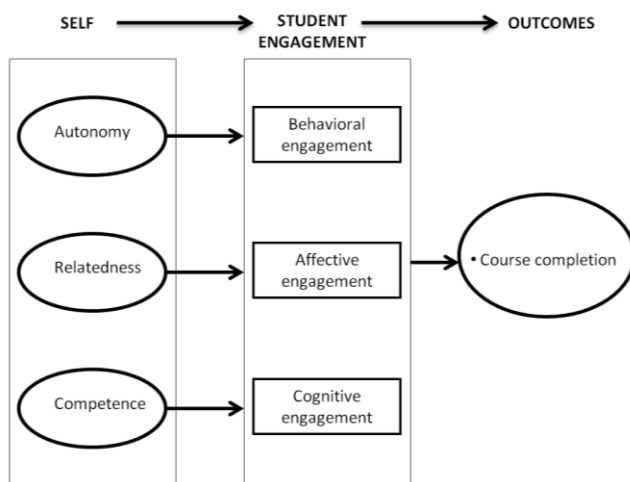 SELF
STUDENT
ENGAGEMENT
OUTCOMES
Autonomy
Behavioral
engagement
Relatedness
Affective
engagement
• Course completion
Competence
Cognitive
engagement